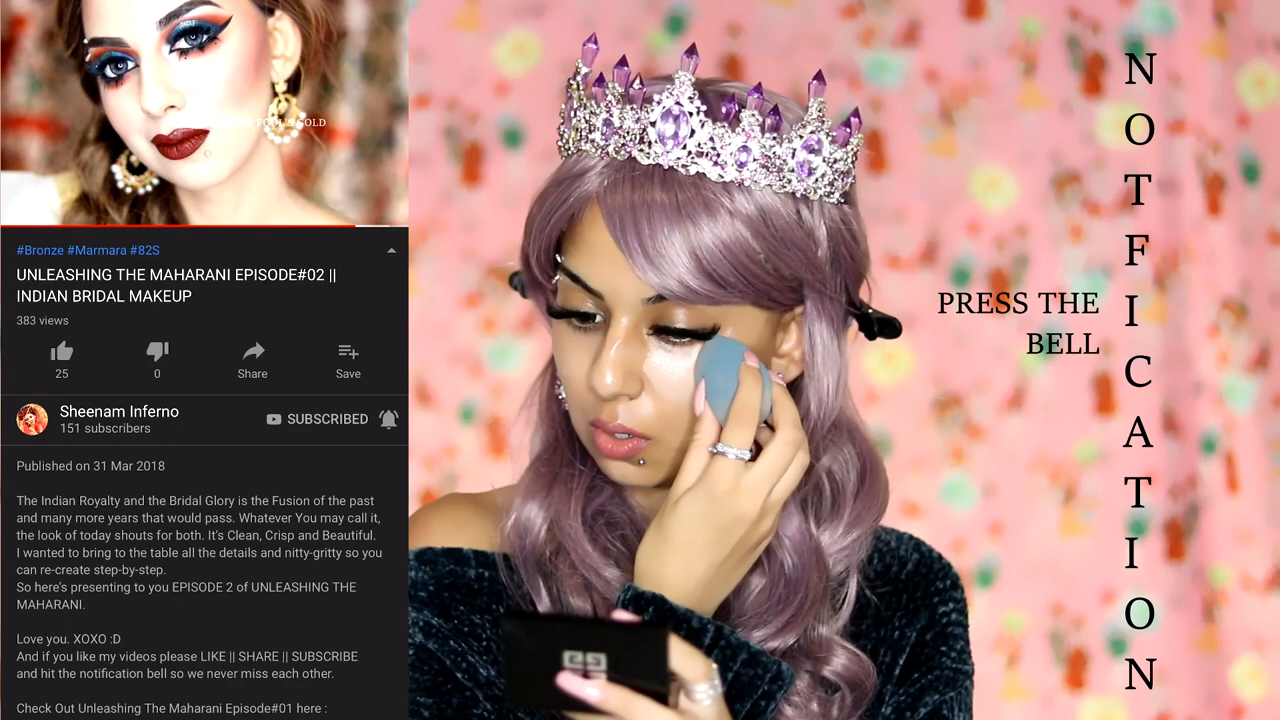 FOOL'S GOLD
#Bronze #Marmara #82S
UNLEASHING THE MAHARANI EPISODE#02 ||
INDIAN BRIDAL MAKEUP
383 views
25
0
Share
Save
Sheenam Inferno
151 subscribers
SUBSCRIBED
Published on 31 Mar 2018
The Indian Royalty and the Bridal Glory is the Fusion of the past
and many more years that would pass. Whatever You may call it,
the look of today shouts for both. It's Clean, Crisp and Beautiful.
I wanted to bring to the table all the details and nitty-gritty so you
can re-create step-by-step.
So here's presenting to you EPISODE 2 of UNLEASHING THE
MAHARANI.
Love you. XOXO :D
And if you like my videos please LIKE || SHARE || SUBSCRIBE
and hit the notification bell so we never miss each other.
Check Out Unleashing The Maharani Episode#01 here :
PRESS THE
BELL
NOTFICATION